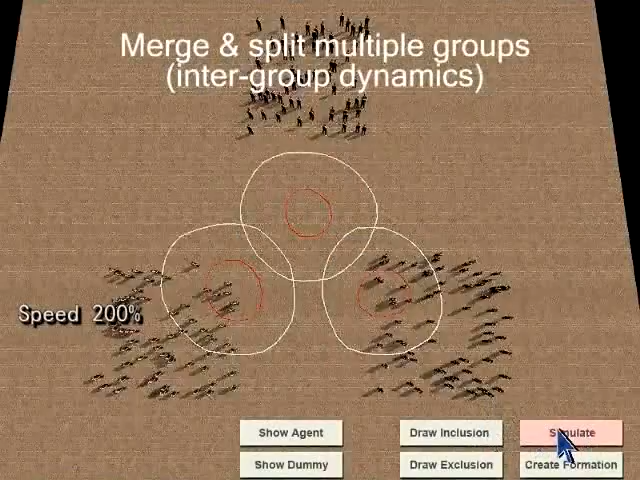 Merge & split multiple groups
(inter-group dynamics)
Speed 200%
Show Agent
Draw Inclusion
Simulate
Show Dummy
Draw Exclusion
Create Formation